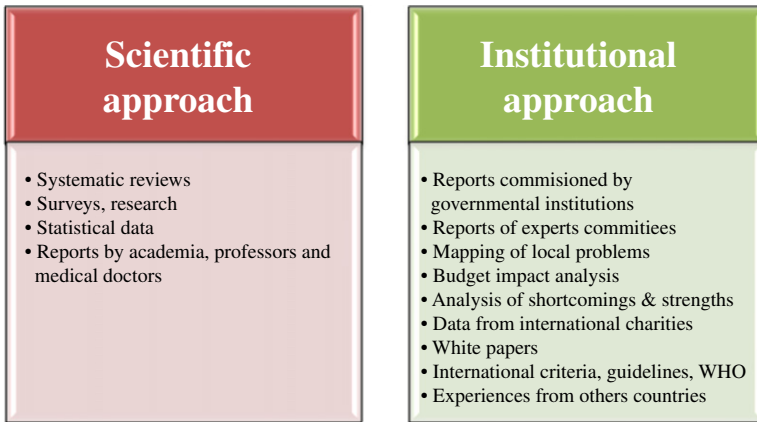 Scientific
approach
• Systematic reviews
• Surveys, research
• Statistical data
• Reports by academia, professors and
medical doctors
Institutional
approach
• Reports commisioned by
governmental institutions
• Reports of experts commitiees
• Mapping of local problems
• Budget impact analysis
• Analysis of shortcomings & strengths
• Data from international charities
• White papers
• International criteria, guidelines, WHO
• Experiences from others countries